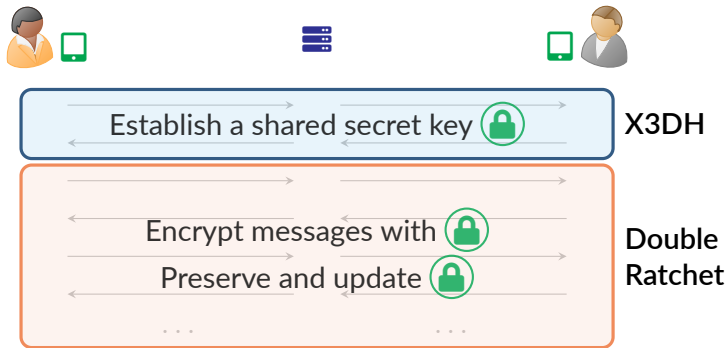 Establish a shared secret key
X3DH
Encrypt messages with
Preserve and update
Double
Ratchet
. . .
. . .